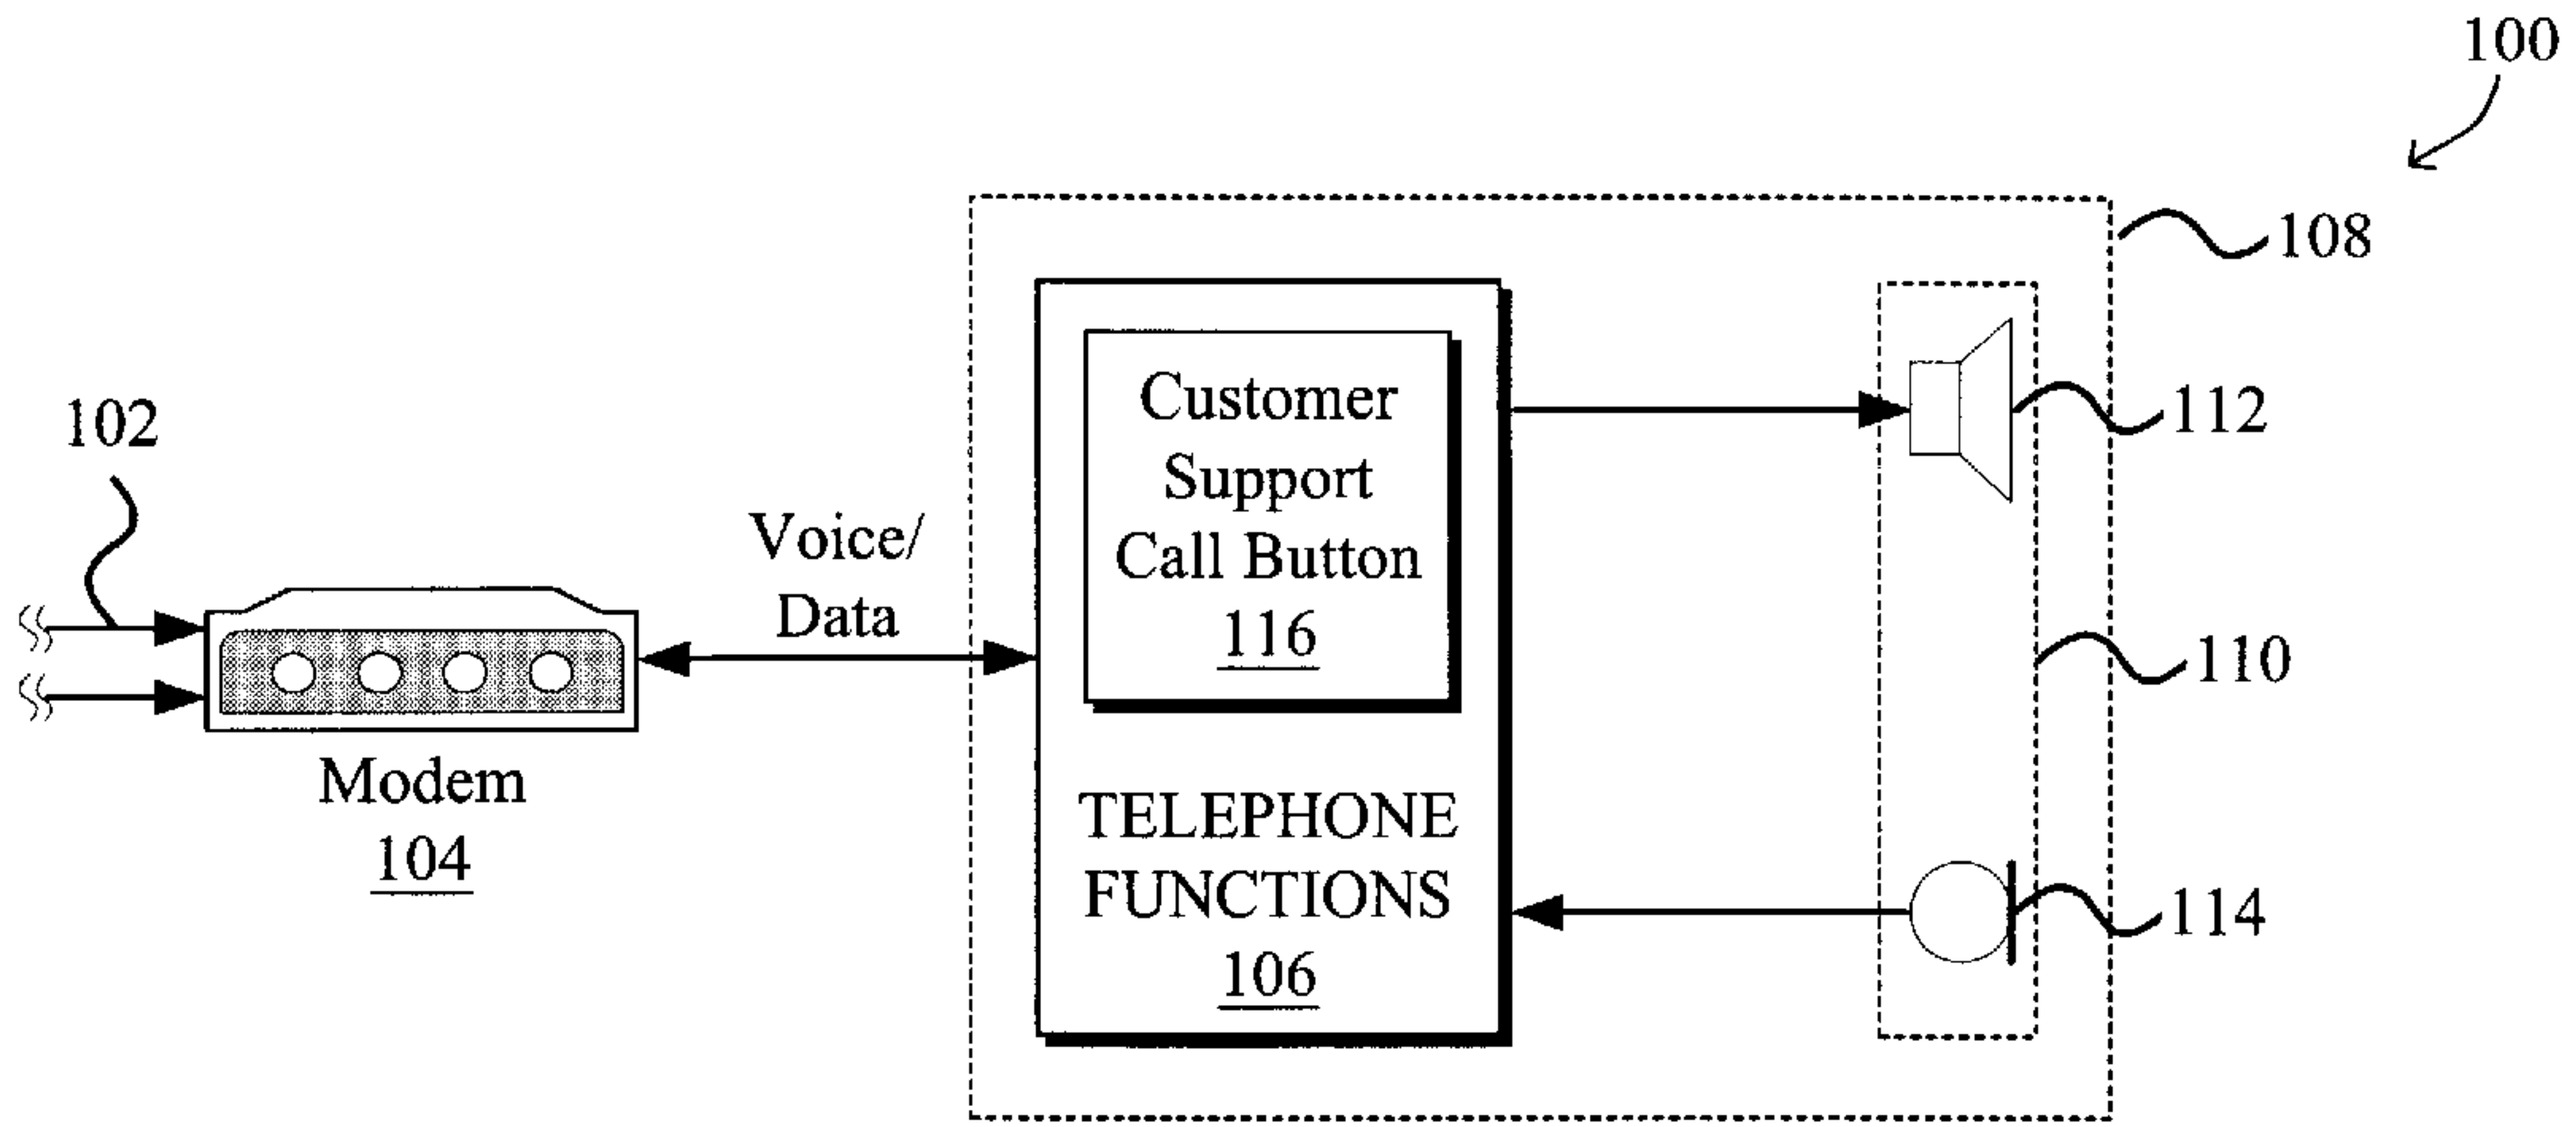 100
108
Customer
Support
Call Button
116
112
102
Voice/
Data
110
Modem
104
TELEPHONE
FUNCTIONS
106
114